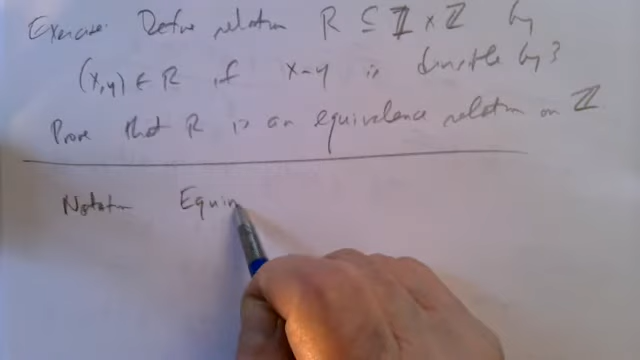 Exercise: Define relation R ⊆ ℤ × ℤ by
(x,y) ∈ R if x-y is divisible by 3
Prove that R is an equivalence relation on ℤ.
Notation Equiv